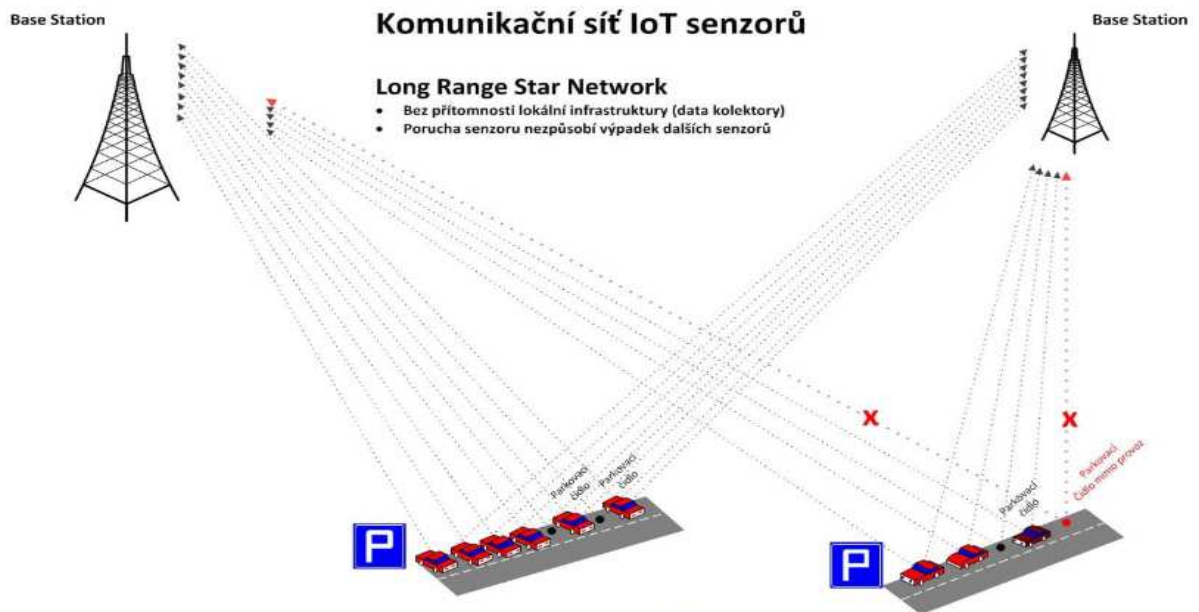 Base Station
Komunikační síť IoT senzorů
Base Station
Long Range Star Network
• Bez přítomnosti lokální infrastruktury (data kolektory)
• Porucha senzoru nezpůsobí výpadek dalších senzorů
X
X
Parkovací
čidlo
Parkovací
čidlo
Parkovací
čidlo
Parkovací
Čidlo mimo provoz
P
P